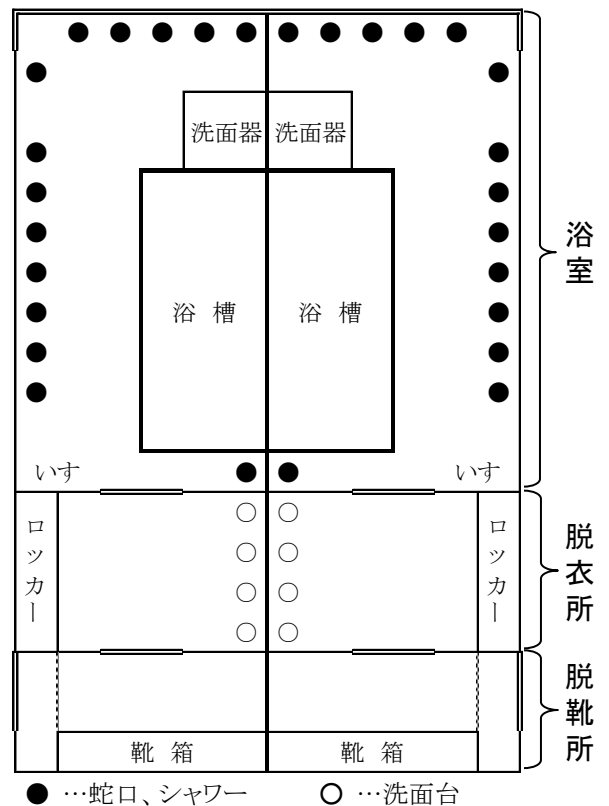 洗面器 洗面器
浴室
浴 槽 浴 槽
いす いす
ロッカー ロッカー
脱衣所
脱靴所
靴 箱 靴 箱
● …蛇口、シャワー ○ …洗面台